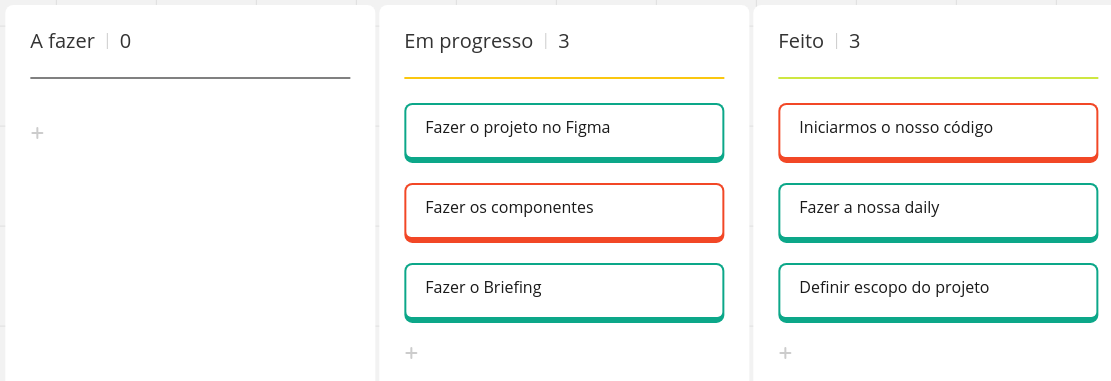 A fazer | 0
+
Em progresso | 3
Fazer o projeto no Figma
Fazer os componentes
Fazer o Briefing
+
Feito | 3
Iniciarmos o nosso código
Fazer a nossa daily
Definir escopo do projeto
+